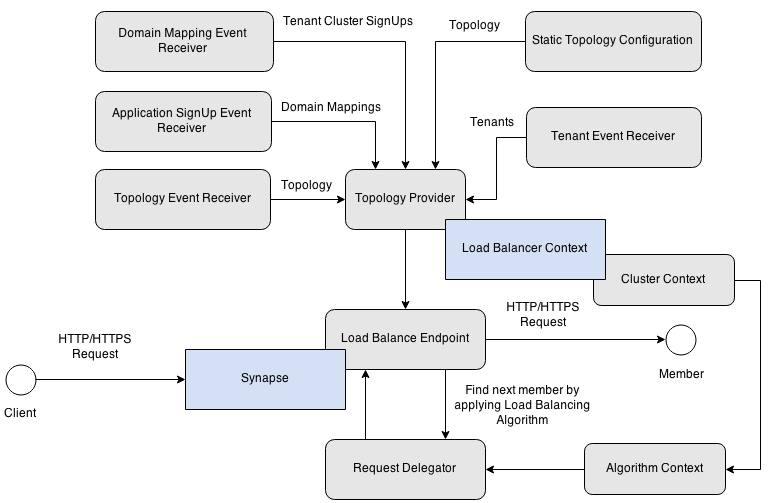 Domain Mapping Event
Receiver
Tenant Cluster SignUps
Topology
Static Topology Configuration
Application SignUp Event
Receiver
Domain Mappings
Tenants
Tenant Event Receiver
Topology Event Receiver
Topology
Topology Provider
Load Balancer Context
Cluster Context
HTTP/HTTPS
Request
Load Balance Endpoint
HTTP/HTTPS
Request
Member
Synapse
Client
Find next member by
applying Load Balancing
Algorithm
Request Delegator
Algorithm Context